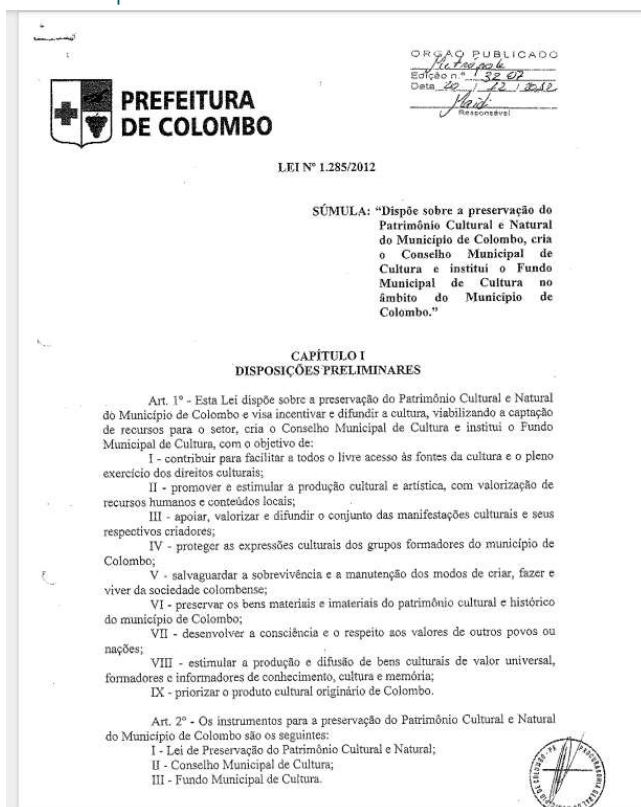 ORGÃO PUBLICADO
Metrópole
Edição n.º 3207
Data 20 / 12 / 2012
Responsável
PREFEITURA
DE COLOMBO
LEI Nº 1.285/2012
SÚMULA: “Dispõe sobre a preservação do
Patrimônio Cultural e Natural
do Município de Colombo, cria
o Conselho Municipal de
Cultura e institui o Fundo
Municipal de Cultura no
âmbito do Município de
Colombo.”
CAPÍTULO I
DISPOSIÇÕES PRELIMINARES
Art. 1º - Esta Lei dispõe sobre a preservação do Patrimônio Cultural e Natural
do Município de Colombo e visa incentivar e difundir a cultura, viabilizando a captação
de recursos para o setor, cria o Conselho Municipal de Cultura e institui o Fundo
Municipal de Cultura, com o objetivo de:
I - contribuir para facilitar a todos o livre acesso às fontes da cultura e o pleno
exercício dos direitos culturais;
II - promover e estimular a produção cultural e artística, com valorização de
recursos humanos e conteúdos locais;
III - apoiar, valorizar e difundir o conjunto das manifestações culturais e seus
respectivos criadores;
IV - proteger as expressões culturais dos grupos formadores do município de
Colombo;
V - salvaguardar a sobrevivência e a manutenção dos modos de criar, fazer e
viver da sociedade colombense;
VI - preservar os bens materiais e imateriais do patrimônio cultural e histórico
do município de Colombo;
VII - desenvolver a consciência e o respeito aos valores de outros povos ou
nações;
VIII - estimular a produção e difusão de bens culturais de valor universal,
formadores e informadores de conhecimento, cultura e memória;
IX - priorizar o produto cultural originário de Colombo.
Art. 2º - Os instrumentos para a preservação do Patrimônio Cultural e Natural
do Município de Colombo são os seguintes:
I - Lei de Preservação do Patrimônio Cultural e Natural;
II - Conselho Municipal de Cultura;
III - Fundo Municipal de Cultura.